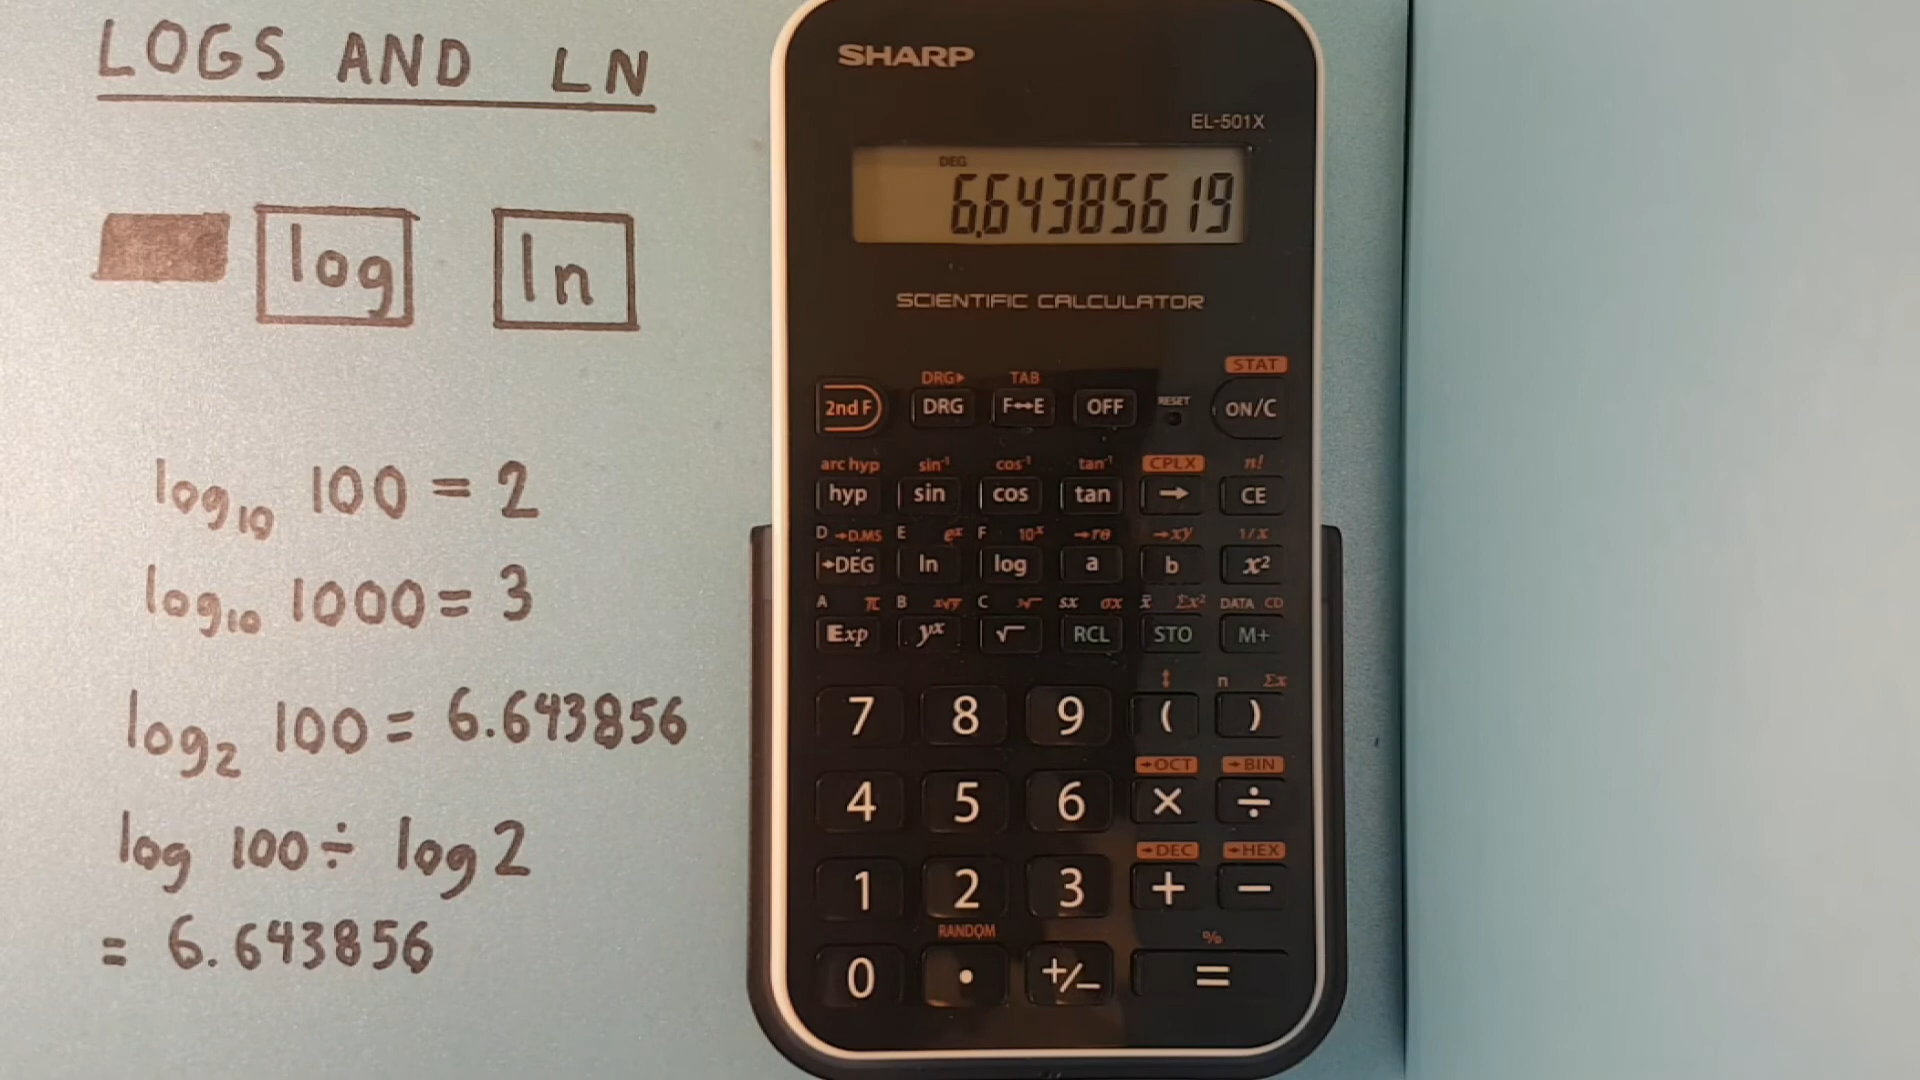 LOGS AND LN
log ln
log₁₀ 100 = 2
log₁₀ 1000 = 3
log₂ 100 = 6.643856
log 100 ÷ log 2
= 6.643856
SHARP
EL-501X
DEG
6.64385619
SCIENTIFIC CALCULATOR
STAT
DRG▸ TAB
2nd F DRG F↔E OFF RESET ON/C
arc hyp sin⁻¹ cos⁻¹ tan⁻¹ CPLX n!
hyp sin cos tan → CE
D →D.MS E eˣ F 10ˣ →rθ →xy 1/x
→DEG ln log a b x²
A π B ˣ√y C ³√ sx σx x̄ Σx² DATA CD
Exp yˣ √ RCL STO M+
↕ n Σx
7 8 9 ( )
→OCT →BIN
4 5 6 × ÷
→DEC →HEX
1 2 3 + −
RANDOM %
0 • +/− =